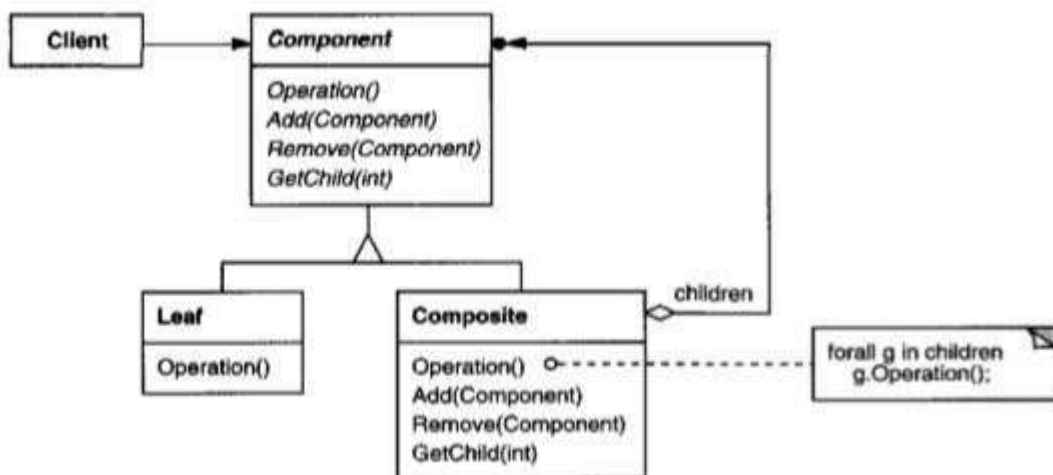 Client
Component
Operation()
Add(Component)
Remove(Component)
GetChild(int)
Leaf
Operation()
Composite
Operation()
Add(Component)
Remove(Component)
GetChild(int)
children
forall g in children
g.Operation();